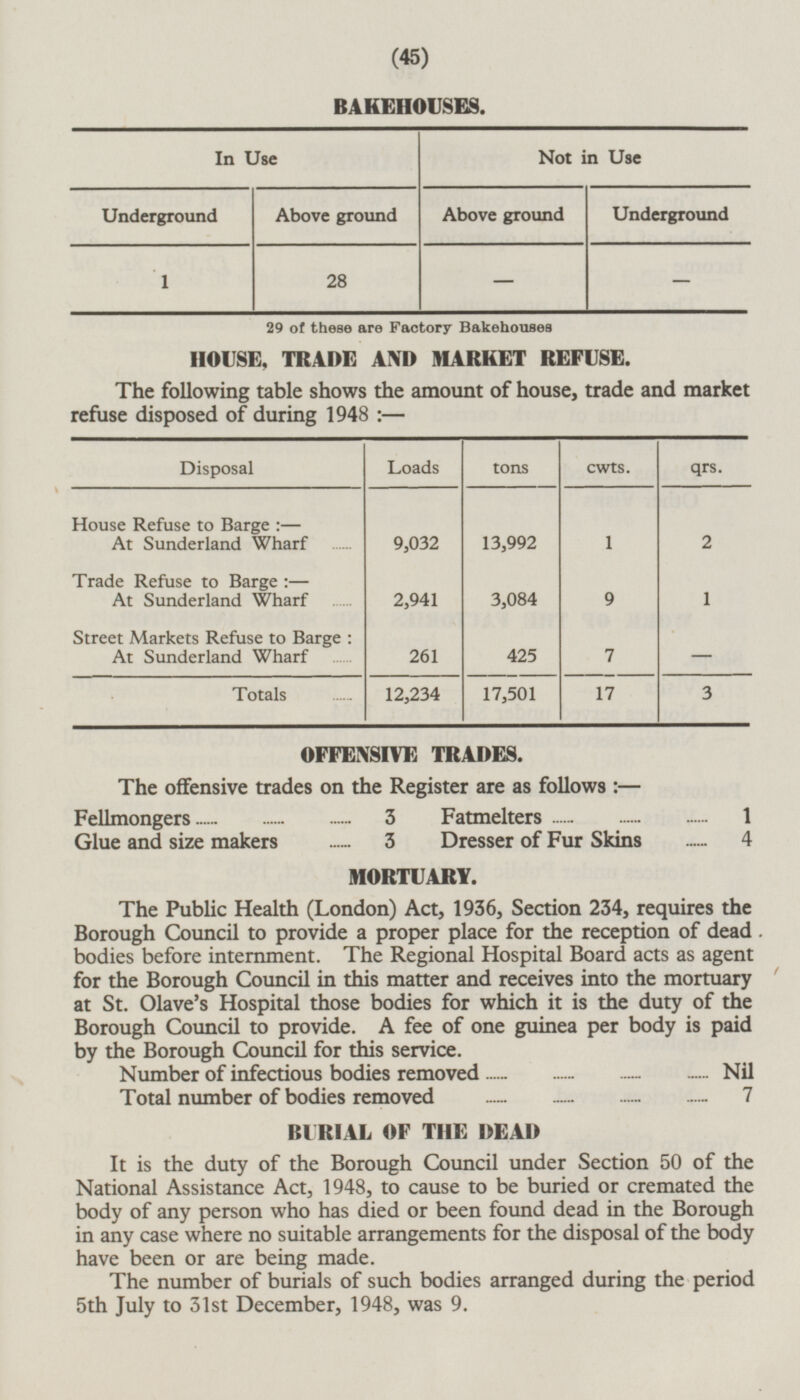 (45)
BAKEHOUSES.
In Use Not in Use
Underground Above ground Above ground Underground
1 28 — —
29 of these are Factory Bakehouses
HOUSE, TRADE AND MARKET REFUSE.
The following table shows the amount of house, trade and market
refuse disposed of during 1948 :—
Disposal Loads tons cwts. qrs.
House Refuse to Barge :—
At Sunderland Wharf ...... 9,032 13,992 1 2
Trade Refuse to Barge :—
At Sunderland Wharf ...... 2,941 3,084 9 1
Street Markets Refuse to Barge :
At Sunderland Wharf ...... 261 425 7 —
Totals ...... 12,234 17,501 17 3
OFFENSIVE TRADES.
The offensive trades on the Register are as follows :—
Fellmongers ...... ...... ...... 3 Fatmelters ...... ...... ...... 1
Glue and size makers ...... 3 Dresser of Fur Skins ...... 4
MORTUARY.
The Public Health (London) Act, 1936, Section 234, requires the
Borough Council to provide a proper place for the reception of dead
bodies before internment. The Regional Hospital Board acts as agent
for the Borough Council in this matter and receives into the mortuary
at St. Olave's Hospital those bodies for which it is the duty of the
Borough Council to provide. A fee of one guinea per body is paid
by the Borough Council for this service.
Number of infectious bodies removed ...... ...... ...... ...... Nil
Total number of bodies removed ...... ...... ...... ...... 7
BURIAL OF THE DEAD
It is the duty of the Borough Council under Section 50 of the
National Assistance Act, 1948, to cause to be buried or cremated the
body of any person who has died or been found dead in the Borough
in any case where no suitable arrangements for the disposal of the body
have been or are being made.
The number of burials of such bodies arranged during the period
5th July to 31st December, 1948, was 9.